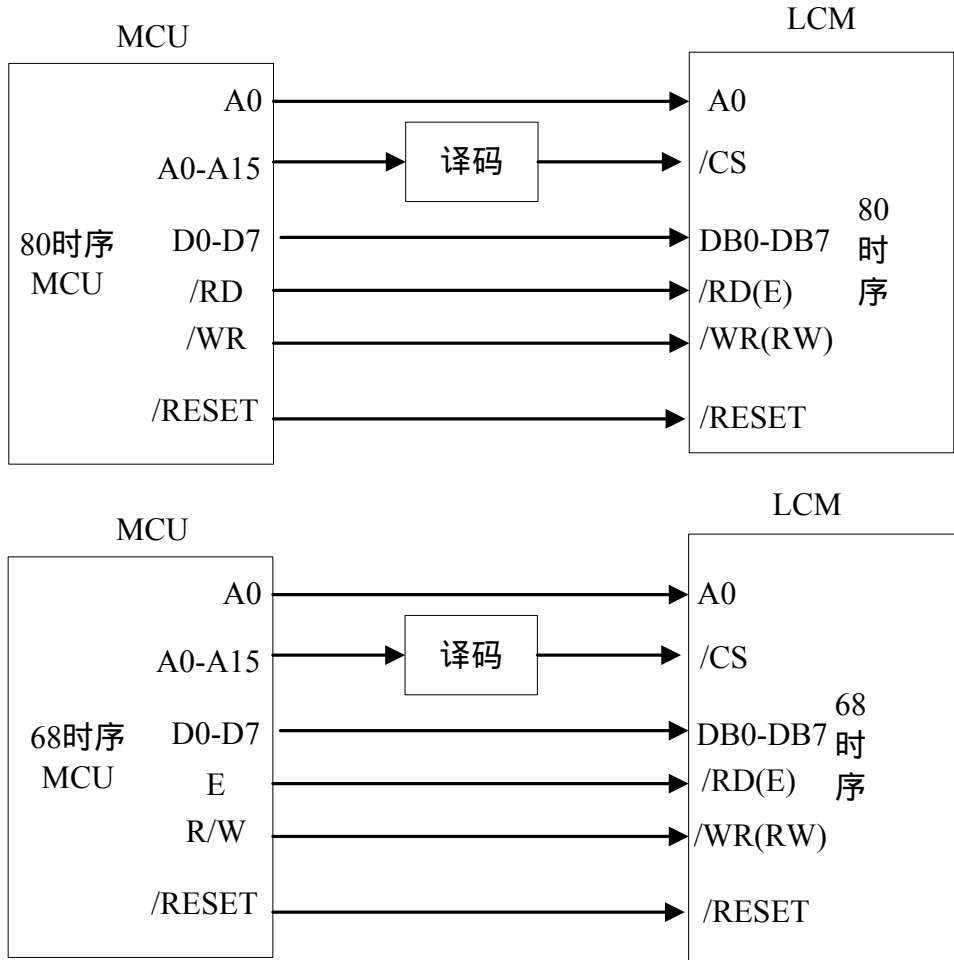 MCU
LCM
A0
A0
A0-A15
译码
/CS
80时序
MCU
D0-D7
DB0-DB7
80
时
序
/RD
/RD(E)
/WR
/WR(RW)
/RESET
/RESET
MCU
LCM
A0
A0
A0-A15
译码
/CS
68时序
MCU
D0-D7
DB0-DB7
68
时
序
E
/RD(E)
R/W
/WR(RW)
/RESET
/RESET